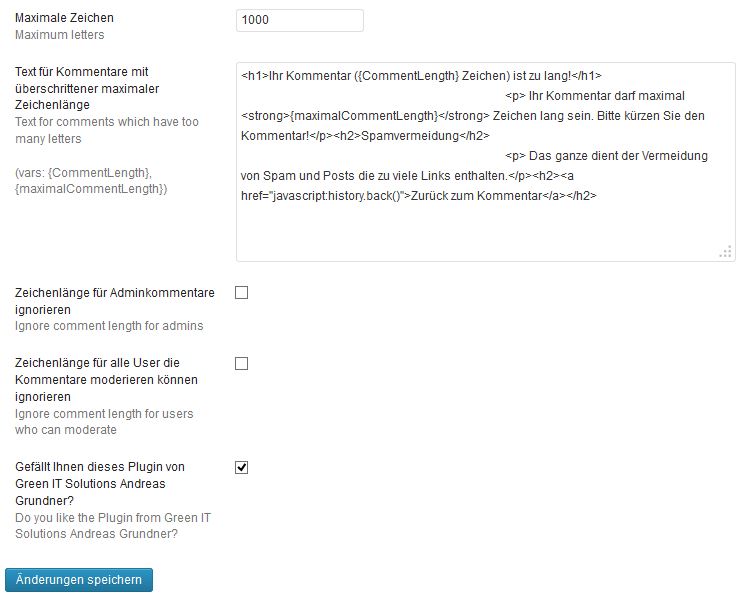 Maximale Zeichen
Maximum letters
1000
Text für Kommentare mit
überschrittener maximaler
Zeichenlänge
Text for comments which have too
many letters
(vars: {CommentLength},
{maximalCommentLength})
<h1>Ihr Kommentar ({CommentLength} Zeichen) ist zu lang!</h1>
<p> Ihr Kommentar darf maximal
<strong>{maximalCommentLength}</strong> Zeichen lang sein. Bitte kürzen Sie den
Kommentar!</p><h2>Spamvermeidung</h2>
<p> Das ganze dient der Vermeidung
von Spam und Posts die zu viele Links enthalten.</p><h2><a
href="javascript:history.back()">Zurück zum Kommentar</a></h2>
Zeichenlänge für Adminkommentare
ignorieren
Ignore comment length for admins
Zeichenlänge für alle User die
Kommentare moderieren können
ignorieren
Ignore comment length for users
who can moderate
Gefällt Ihnen dieses Plugin von
Green IT Solutions Andreas
Grundner?
Do you like the Plugin from Green IT
Solutions Andreas Grundner?
Änderungen speichern